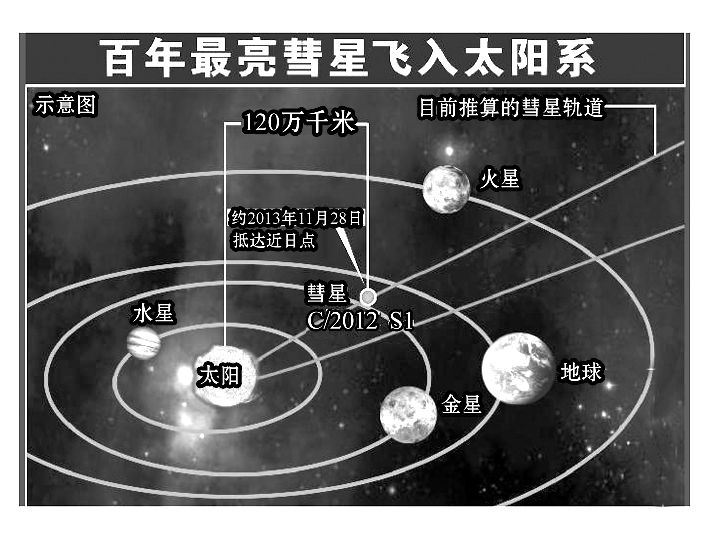 百年最亮彗星飞入太阳系
示意图
120万千米
目前推算的彗星轨道
火星
约2013年11月28日
抵达近日点
彗星
C/2012 S1
水星
太阳
地球
金星